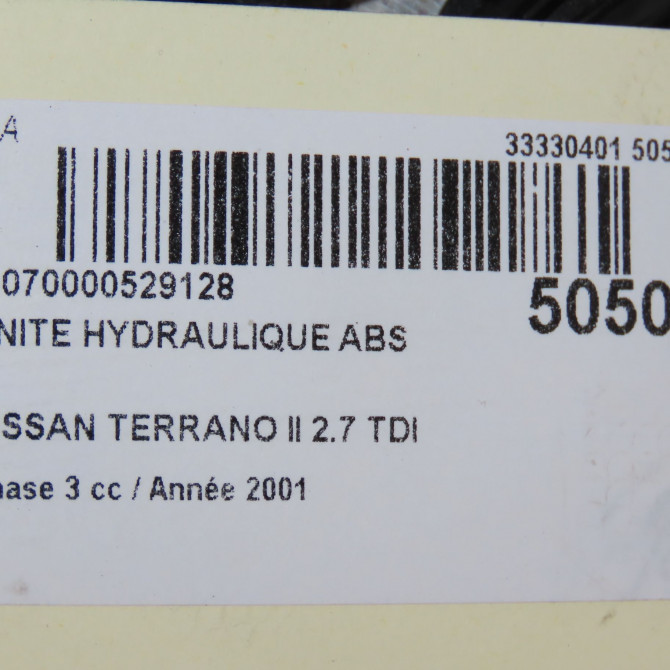 A
33330401 505
070000529128
5050
NITE HYDRAULIQUE ABS
SSAN TERRANO II 2.7 TDI
hase 3 cc / Année 2001